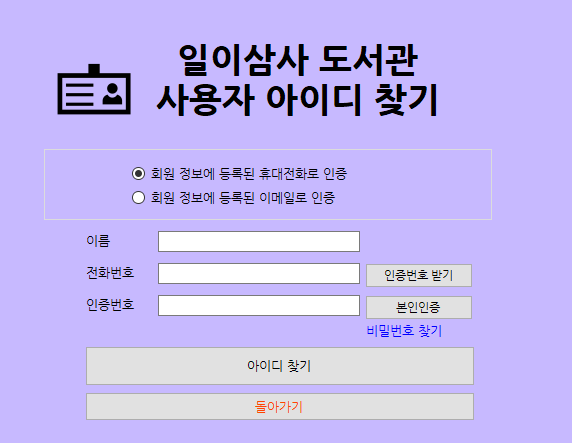 일이삼사 도서관
사용자 아이디 찾기
회원 정보에 등록된 휴대전화로 인증
회원 정보에 등록된 이메일로 인증
이름
전화번호 인증번호 받기
인증번호 본인인증
비밀번호 찾기
아이디 찾기
돌아가기